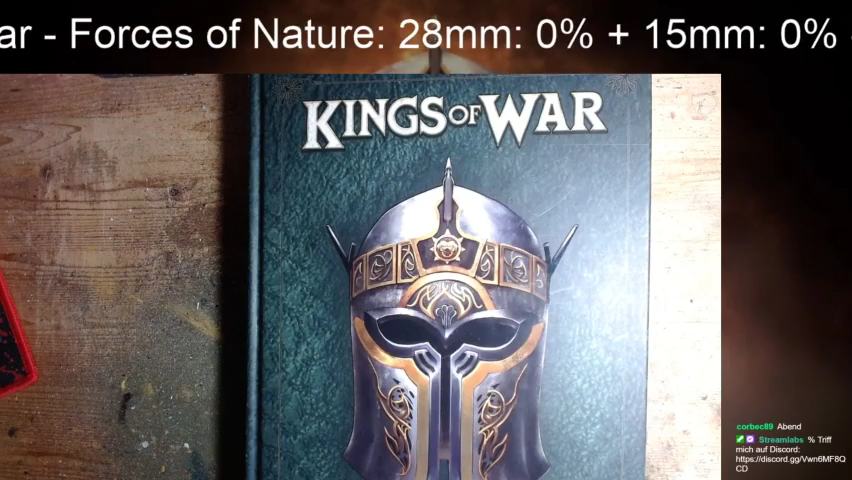 ar - Forces of Nature: 28mm: 0% + 15mm: 0%
KINGS OF WAR
corbec89 Abend
Streamlabs % Triff
mich auf Discord:
https://discord.gg/Vwn6MF8Q
CD